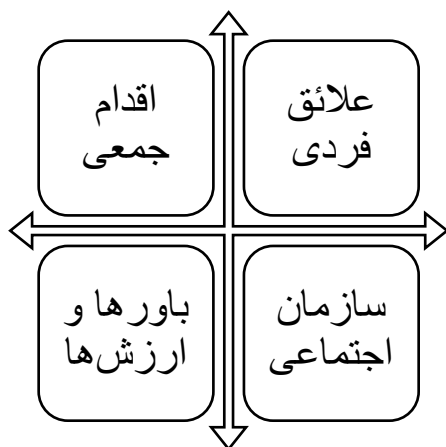 علائق
فردی
اقدام
جمعی
سازمان
اجتماعی
باورها و
ارزش‌ها